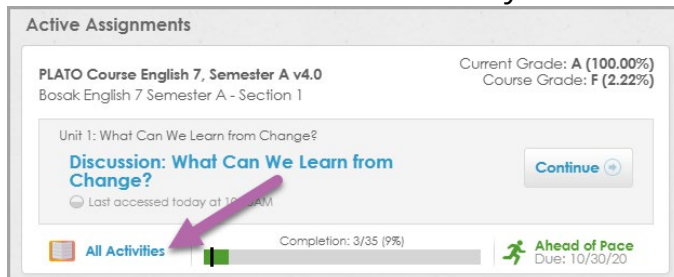 Active Assignments
PLATO Course English 7, Semester A v4.0
Bosak English 7 Semester A - Section 1
Current Grade: A (100.00%)
Course Grade: F (2.22%)
Unit 1: What Can We Learn from Change?
Discussion: What Can We Learn from
Change?
Last accessed today at AM
Continue
All Activities
Completion: 3/35 (9%)
Ahead of Pace
Due: 10/30/20